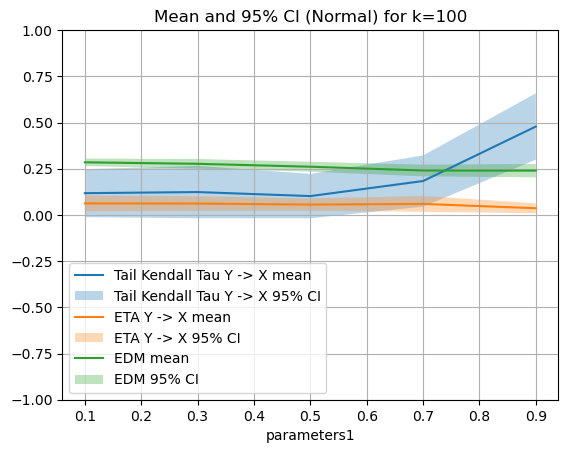 Mean and 95% CI (Normal) for k=100
1.00
0.75
0.50
0.25
0.00
−0.25
−0.50
−0.75
−1.00
Tail Kendall Tau Y -> X mean
Tail Kendall Tau Y -> X 95% CI
ETA Y -> X mean
ETA Y -> X 95% CI
EDM mean
EDM 95% CI
0.1 0.2 0.3 0.4 0.5 0.6 0.7 0.8 0.9
parameters1